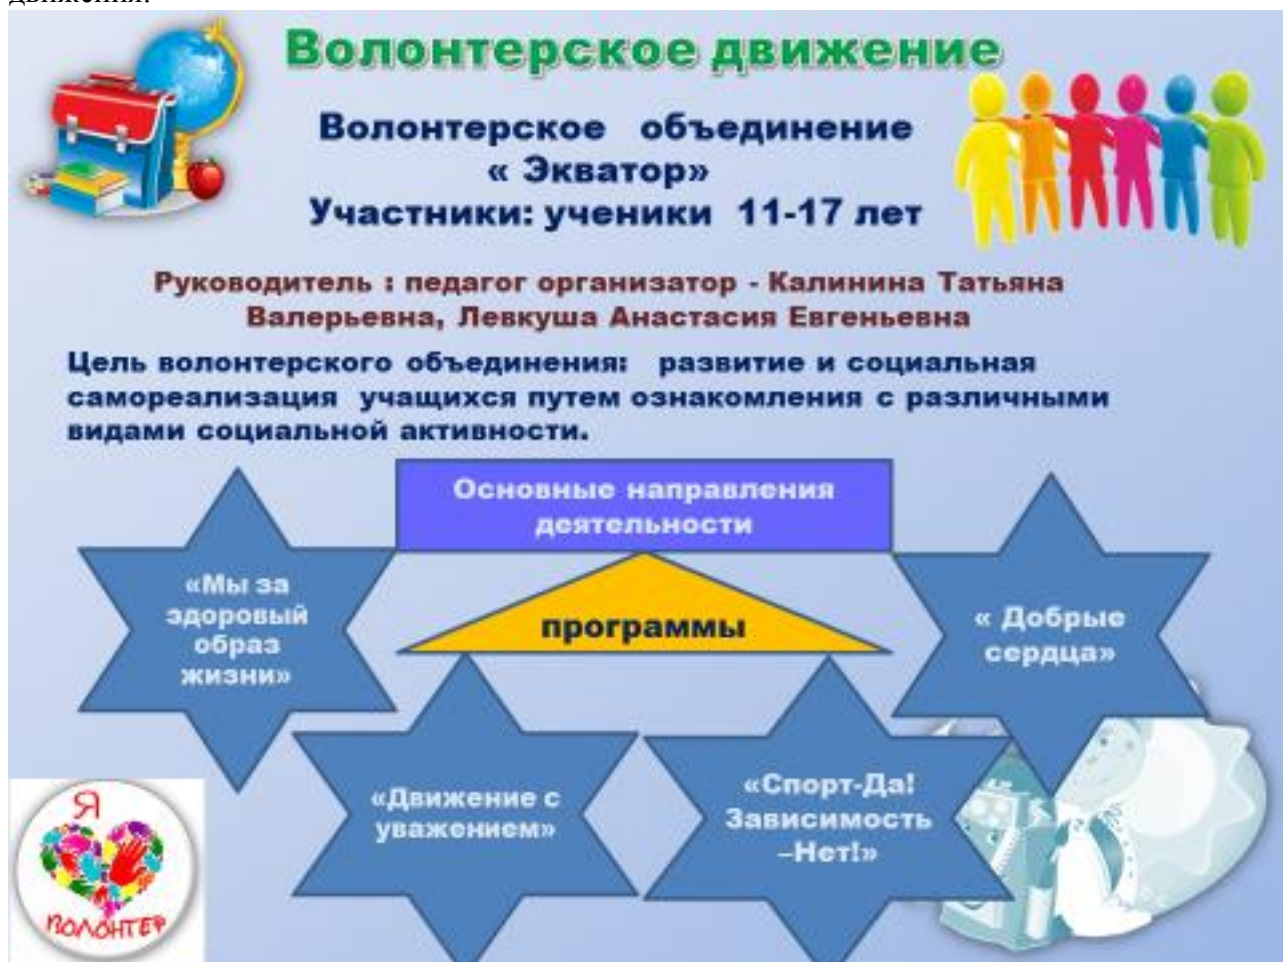 Волонтерское движение
Волонтерское объединение
« Экватор»
Участники: ученики 11-17 лет
Руководитель : педагог организатор - Калинина Татьяна
Валерьевна, Левкуша Анастасия Евгеньевна
Цель волонтерского объединения: развитие и социальная
самореализация учащихся путем ознакомления с различными
видами социальной активности.
Основные направления
деятельности
программы
«Мы за
здоровый
образ
жизни»
«Движение с
уважением»
«Спорт-Да!
Зависимость
–Нет!»
« Добрые
сердца»
Я
ВОЛОНТЕР